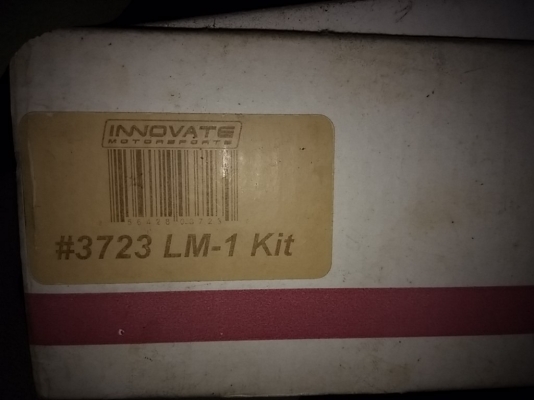 INNOVATE
MOTORSPORTS
#3723 LM-1 Kit